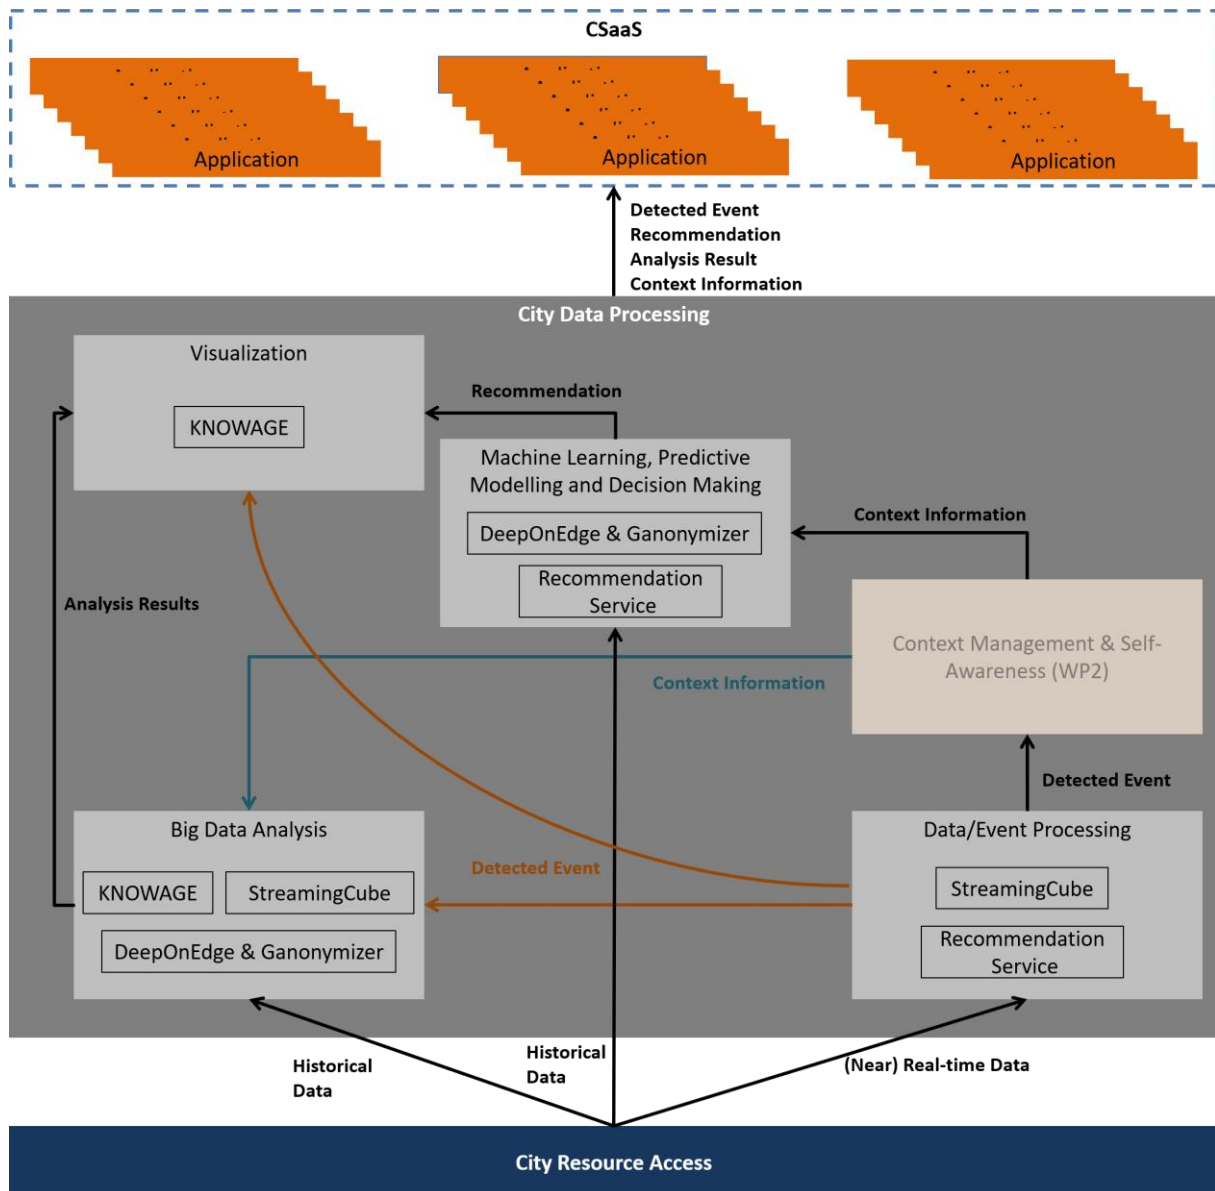 CSaaS
Application
Application
Application
Detected Event
Recommendation
Analysis Result
Context Information
City Data Processing
Visualization
KNOWAGE
Recommendation
Machine Learning, Predictive
Modelling and Decision Making
DeepOnEdge & Ganonymizer
Recommendation
Service
Context Information
Analysis Results
Context Management & Self-
Awareness (WP2)
Context Information
Detected Event
Big Data Analysis
KNOWAGE
StreamingCube
DeepOnEdge & Ganonymizer
Detected Event
Data/Event Processing
StreamingCube
Recommendation
Service
Historical
Data
Historical
Data
(Near) Real-time Data
City Resource Access